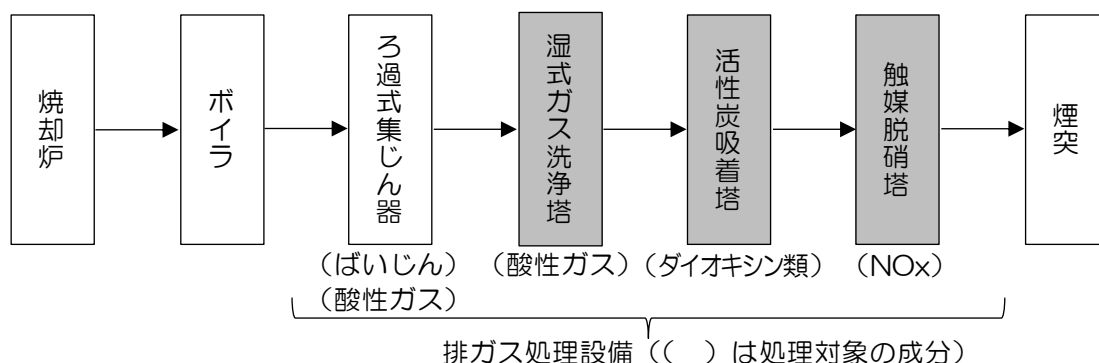 焼却炉
ボイラ
ろ過式集じん器
湿式ガス洗浄塔
活性炭吸着塔
触媒脱硝塔
煙突
（ばいじん）
（酸性ガス）
（酸性ガス）
（ダイオキシン類）
（NOx）
排ガス処理設備（（　）は処理対象の成分）